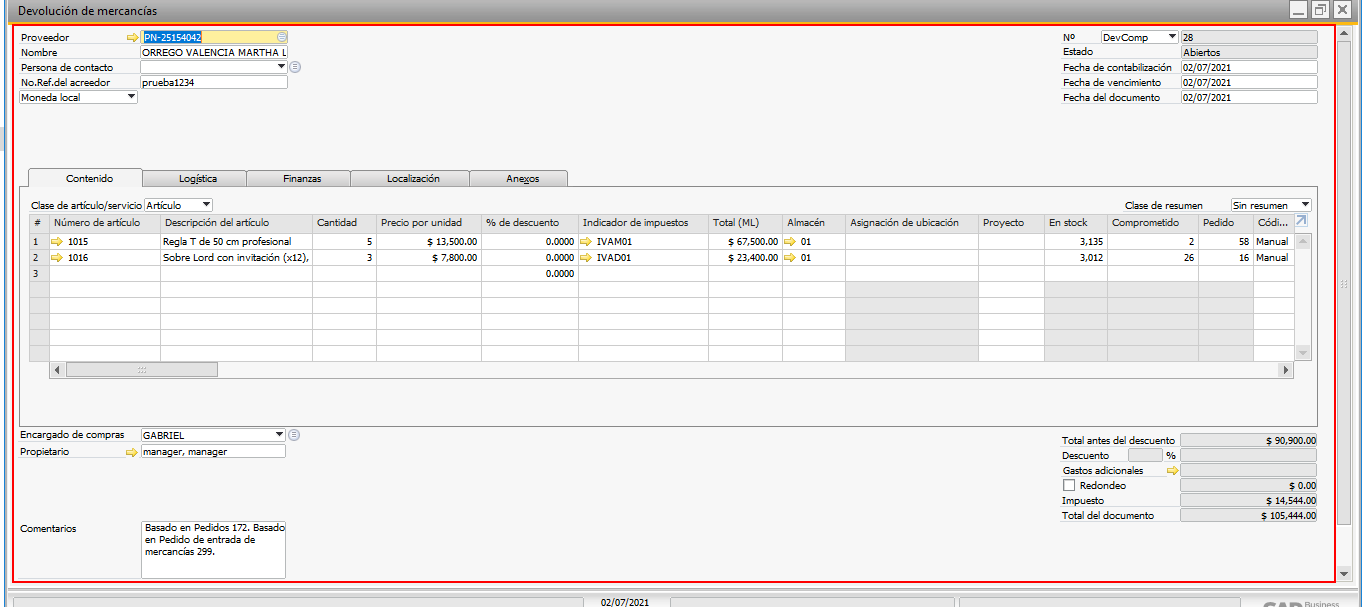 Devolución de mercancías
Proveedor PN-25154042
Nombre ORREGO VALENCIA MARTHA L
Persona de contacto
No.Ref.del acreedor prueba1234
Moneda local
Nº DevComp 28
Estado Abiertos
Fecha de contabilización 02/07/2021
Fecha de vencimiento 02/07/2021
Fecha del documento 02/07/2021
Contenido Logística Finanzas Localización Anexos
Clase de artículo/servicio Artículo Clase de resumen Sin resumen
# Número de artículo Descripción del artículo Cantidad Precio por unidad % de descuento Indicador de impuestos Total (ML) Almacén Asignación de ubicación Proyecto En stock Comprometido Pedido Códi...
1 1015 Regla T de 50 cm profesional 5 $ 13,500.00 0.0000 IVAM01 $ 67,500.00 01 3,135 2 58 Manual
2 1016 Sobre Lord con invitación (x12), 3 $ 7,800.00 0.0000 IVAD01 $ 23,400.00 01 3,012 26 16 Manual
3 0.0000
Encargado de compras GABRIEL
Propietario manager, manager
Total antes del descuento $ 90,900.00
Descuento %
Gastos adicionales
Redondeo $ 0.00
Impuesto $ 14,544.00
Total del documento $ 105,444.00
Comentarios Basado en Pedidos 172. Basado
en Pedido de entrada de
mercancías 299.
02/07/2021
SAP Business